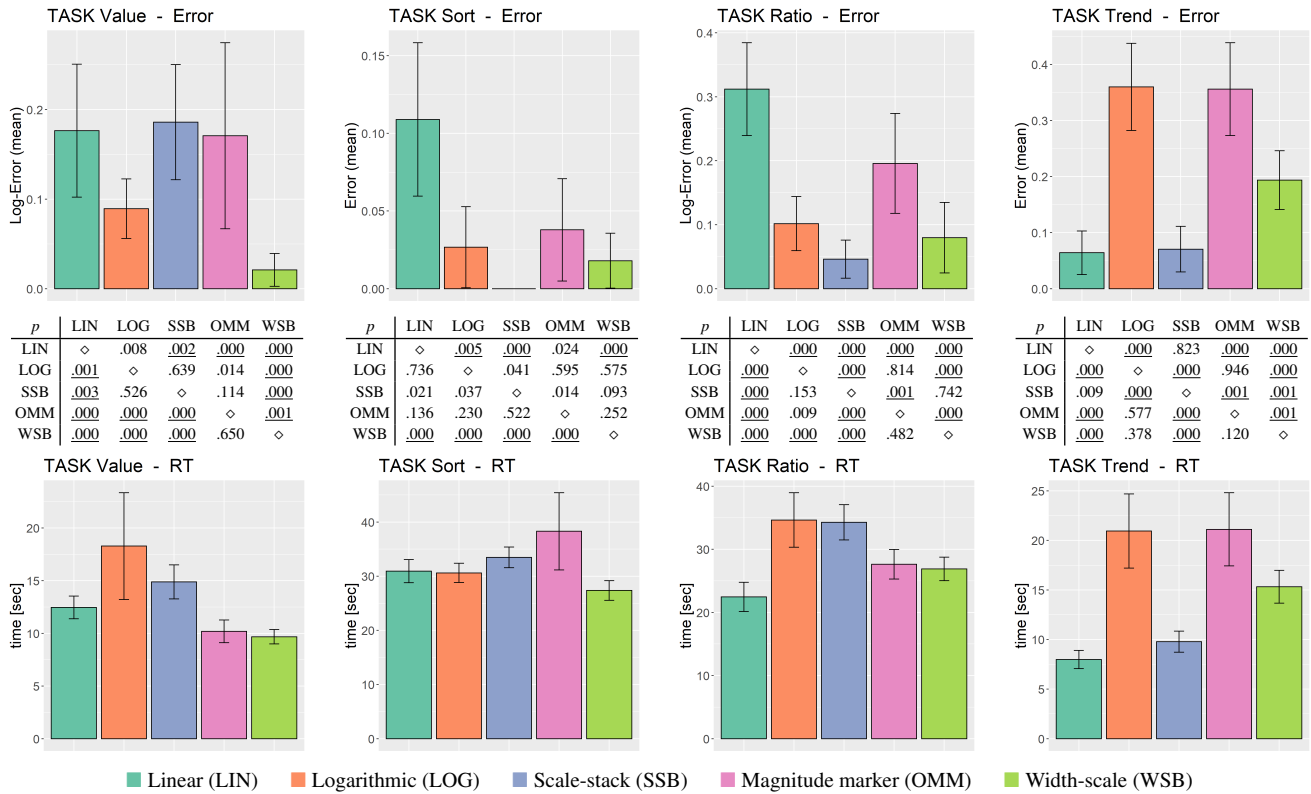 TASK Value - Error
TASK Sort - Error
TASK Ratio - Error
TASK Trend - Error
Log-Error (mean)
0.2
0.1
0.0
Error (mean)
0.15
0.10
0.05
0.00
Log-Error (mean)
0.4
0.3
0.2
0.1
0.0
Error (mean)
0.4
0.3
0.2
0.1
0.0
p LIN LOG SSB OMM WSB
LIN ◇ .008 .002 .000 .000
LOG .001 ◇ .639 .014 .000
SSB .003 .526 ◇ .114 .000
OMM .000 .000 .000 ◇ .001
WSB .000 .000 .000 .650 ◇
p LIN LOG SSB OMM WSB
LIN ◇ .005 .000 .024 .000
LOG .736 ◇ .041 .595 .575
SSB .021 .037 ◇ .014 .093
OMM .136 .230 .522 ◇ .252
WSB .000 .000 .000 .000 ◇
p LIN LOG SSB OMM WSB
LIN ◇ .000 .000 .000 .000
LOG .000 ◇ .000 .814 .000
SSB .000 .153 ◇ .001 .742
OMM .000 .009 .000 ◇ .000
WSB .000 .000 .000 .482 ◇
p LIN LOG SSB OMM WSB
LIN ◇ .000 .823 .000 .000
LOG .000 ◇ .000 .946 .000
SSB .009 .000 ◇ .001 .001
OMM .000 .577 .000 ◇ .001
WSB .000 .378 .000 .120 ◇
TASK Value - RT
TASK Sort - RT
TASK Ratio - RT
TASK Trend - RT
time [sec]
20
15
10
5
0
time [sec]
40
30
20
10
0
time [sec]
40
30
20
10
0
time [sec]
25
20
15
10
5
0
Linear (LIN) Logarithmic (LOG) Scale-stack (SSB) Magnitude marker (OMM) Width-scale (WSB)